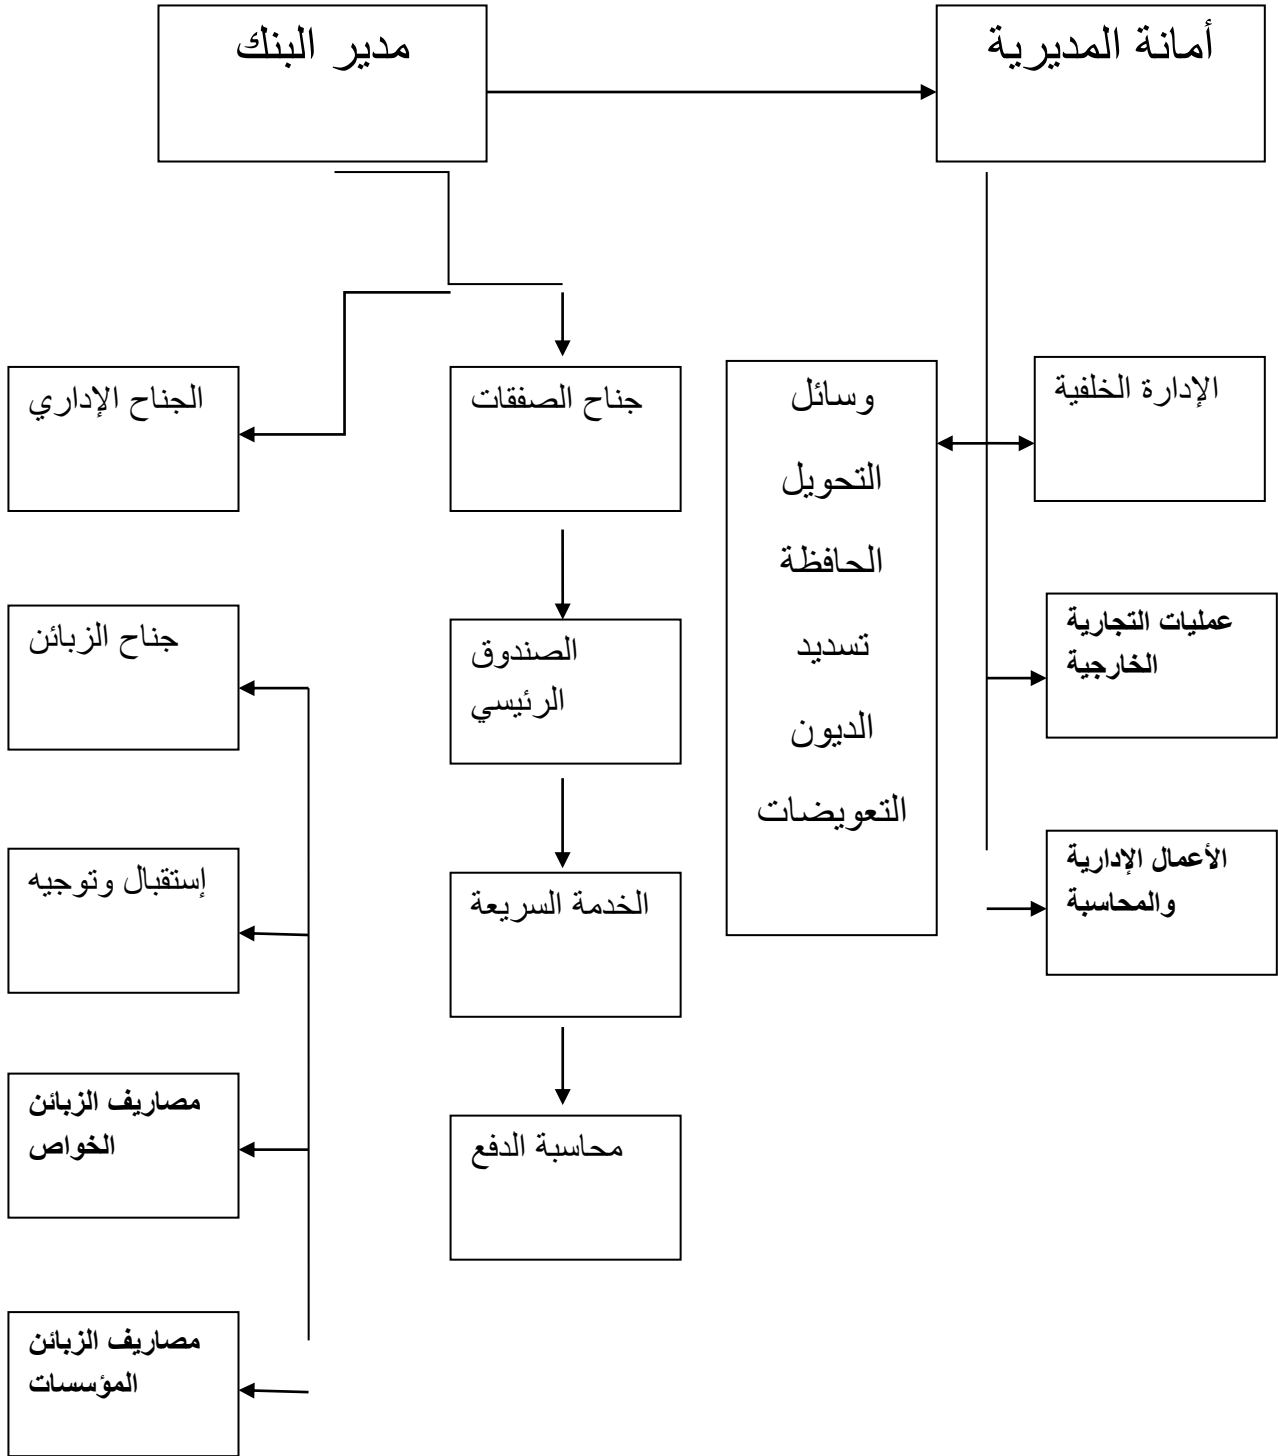 أمانة المديرية
مدير البنك
الإدارة الخلفية
وسائل
التحويل
الحافظة
تسديد
الديون
التعويضات
جناح الصفقات
الجناح الإداري
عمليات التجارية
الخارجية
الصندوق
الرئيسي
جناح الزبائن
الأعمال الإدارية
والمحاسبة
الخدمة السريعة
إستقبال وتوجيه
محاسبة الدفع
مصاريف الزبائن
الخواص
مصاريف الزبائن
المؤسسات